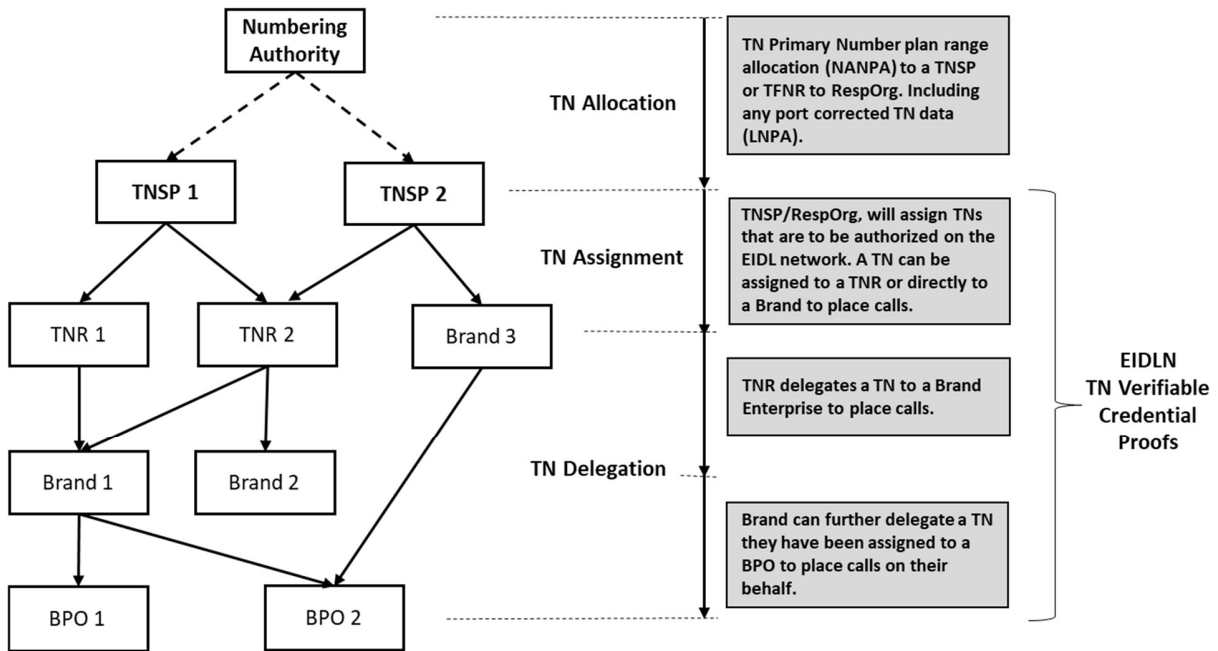 Numbering
Authority
TNSP 1
TNSP 2
TNR 1
TNR 2
Brand 3
Brand 1
Brand 2
BPO 1
BPO 2
TN Allocation
TN Assignment
TN Delegation
TN Primary Number plan range
allocation (NANPA) to a TNSP
or TFNR to RespOrg. Including
any port corrected TN data
(LNPA).
TNSP/RespOrg, will assign TNs
that are to be authorized on the
EIDL network. A TN can be
assigned to a TNR or directly to
a Brand to place calls.
TNR delegates a TN to a Brand
Enterprise to place calls.
Brand can further delegate a TN
they have been assigned to a
BPO to place calls on their
behalf.
EIDLN
TN Verifiable
Credential
Proofs